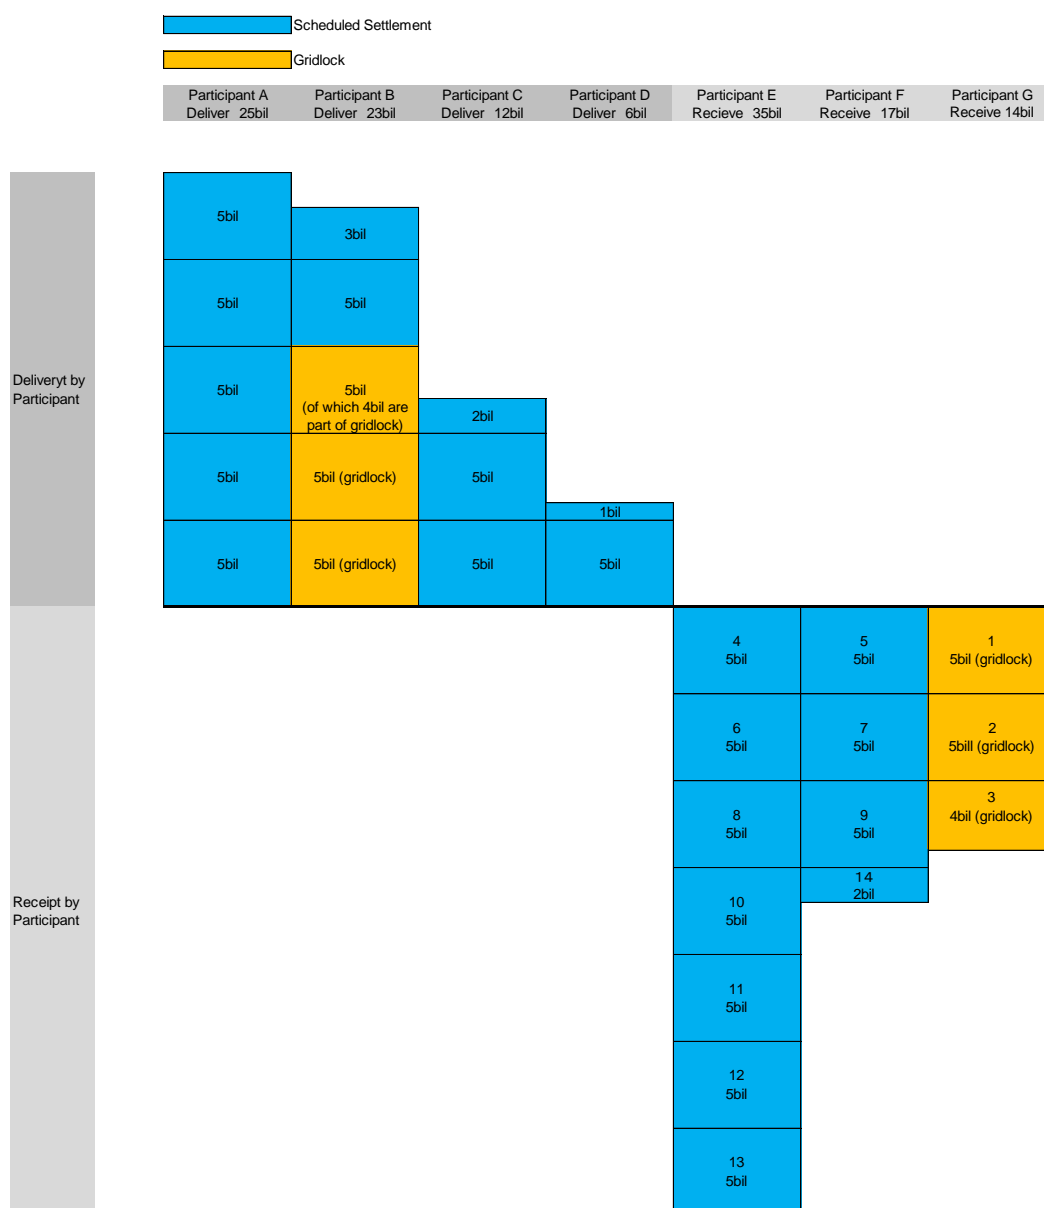 Scheduled Settlement
Gridlock
Participant A
Deliver 25bil
Participant B
Deliver 23bil
Participant C
Deliver 12bil
Participant D
Deliver 6bil
Participant E
Recieve 35bil
Participant F
Receive 17bil
Participant G
Receive 14bil
Deliveryt by
Participant
5bil
3bil
5bil
5bil
5bil
5bil
(of which 4bil are
part of gridlock)
2bil
5bil
5bil (gridlock)
5bil
1bil
5bil
5bil (gridlock)
5bil
5bil
Receipt by
Participant
4
5bil
5
5bil
1
5bil (gridlock)
6
5bil
7
5bil
2
5bill (gridlock)
8
5bil
9
5bil
3
4bil (gridlock)
10
5bil
14
2bil
11
5bil
12
5bil
13
5bil